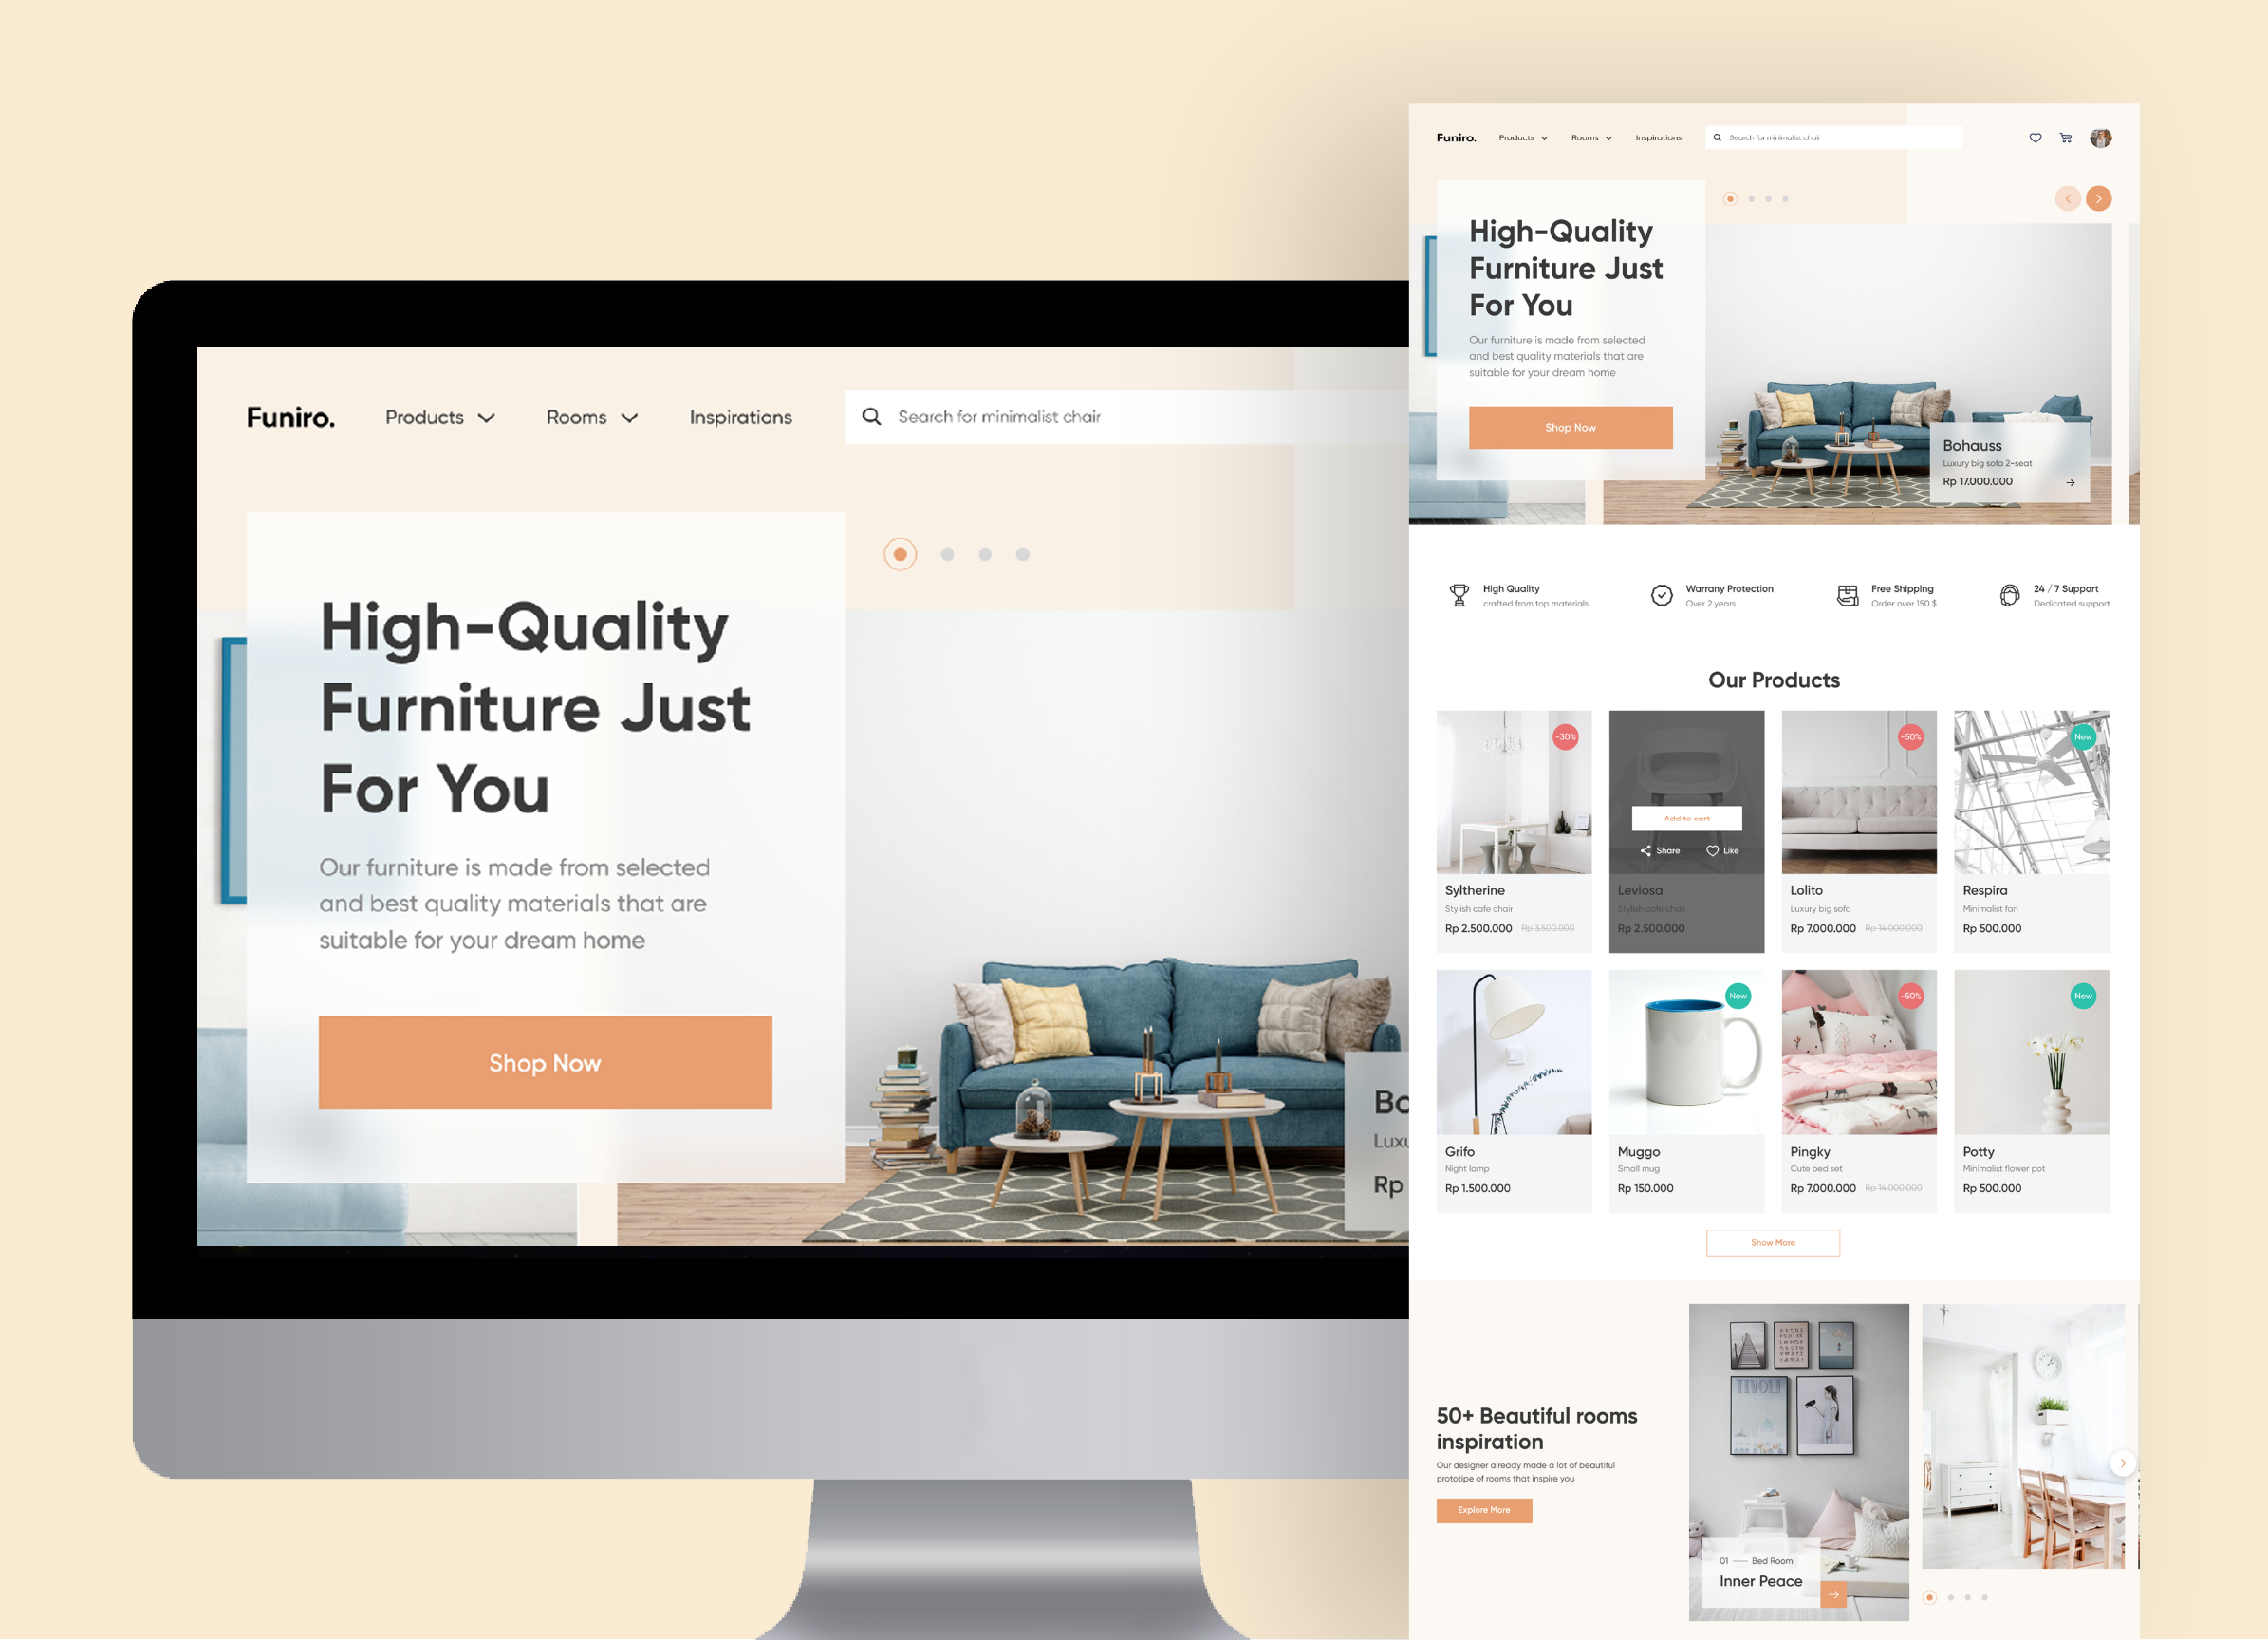 Funiro.
Products
Rooms
Inspirations
Search for minimalist chair
High-Quality
Furniture Just
For You
Our furniture is made from selected
and best quality materials that are
suitable for your dream home
Shop Now
Bo
Luxu
Rp
Funiro.
Products
Rooms
Inspirations
Search for minimalist chair
High-Quality
Furniture Just
For You
Our furniture is made from selected
and best quality materials that are
suitable for your dream home
Shop Now
Bohauss
Luxury big sofa 2-seat
Rp 17.000.000
High Quality
crafted from top materials
Warrany Protection
Over 2 years
Free Shipping
Order over 150 $
24 / 7 Support
Dedicated support
Our Products
-30%
Syltherine
Stylish cafe chair
Rp 2.500.000 Rp 3.500.000
Add to cart
Share
Like
Leviosa
Stylish cafe chair
Rp 2.500.000
-50%
Lolito
Luxury big sofa
Rp 7.000.000 Rp 14.000.000
New
Respira
Minimalist fan
Rp 500.000
Grifo
Night lamp
Rp 1.500.000
New
Muggo
Small mug
Rp 150.000
-50%
Pingky
Cute bed set
Rp 7.000.000 Rp 14.000.000
New
Potty
Minimalist flower pot
Rp 500.000
Show More
50+ Beautiful rooms
inspiration
Our designer already made a lot of beautiful
prototipe of rooms that inspire you
Explore More
TIVOLI
01 — Bed Room
Inner Peace